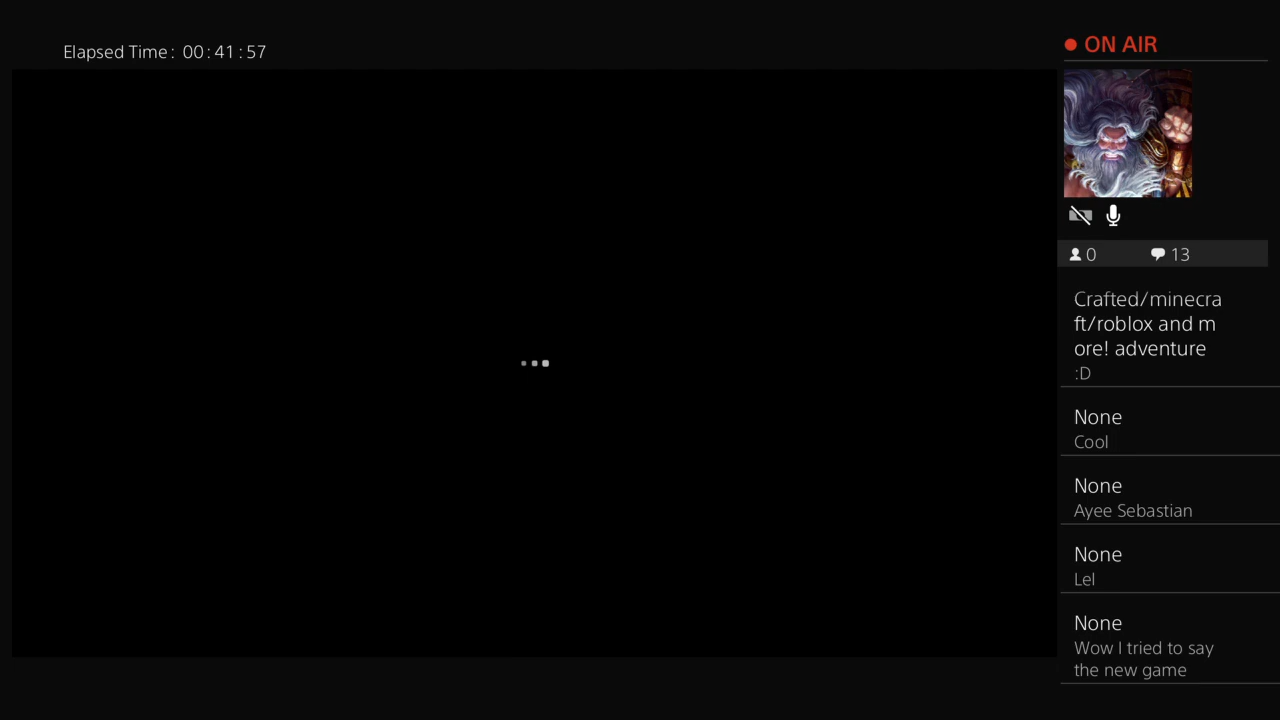 Elapsed Time: 00:41:57
ON AIR
0 13
Crafted/minecra
ft/roblox and m
ore! adventure
:D
None
Cool
None
Ayee Sebastian
None
Lel
None
Wow I tried to say
the new game